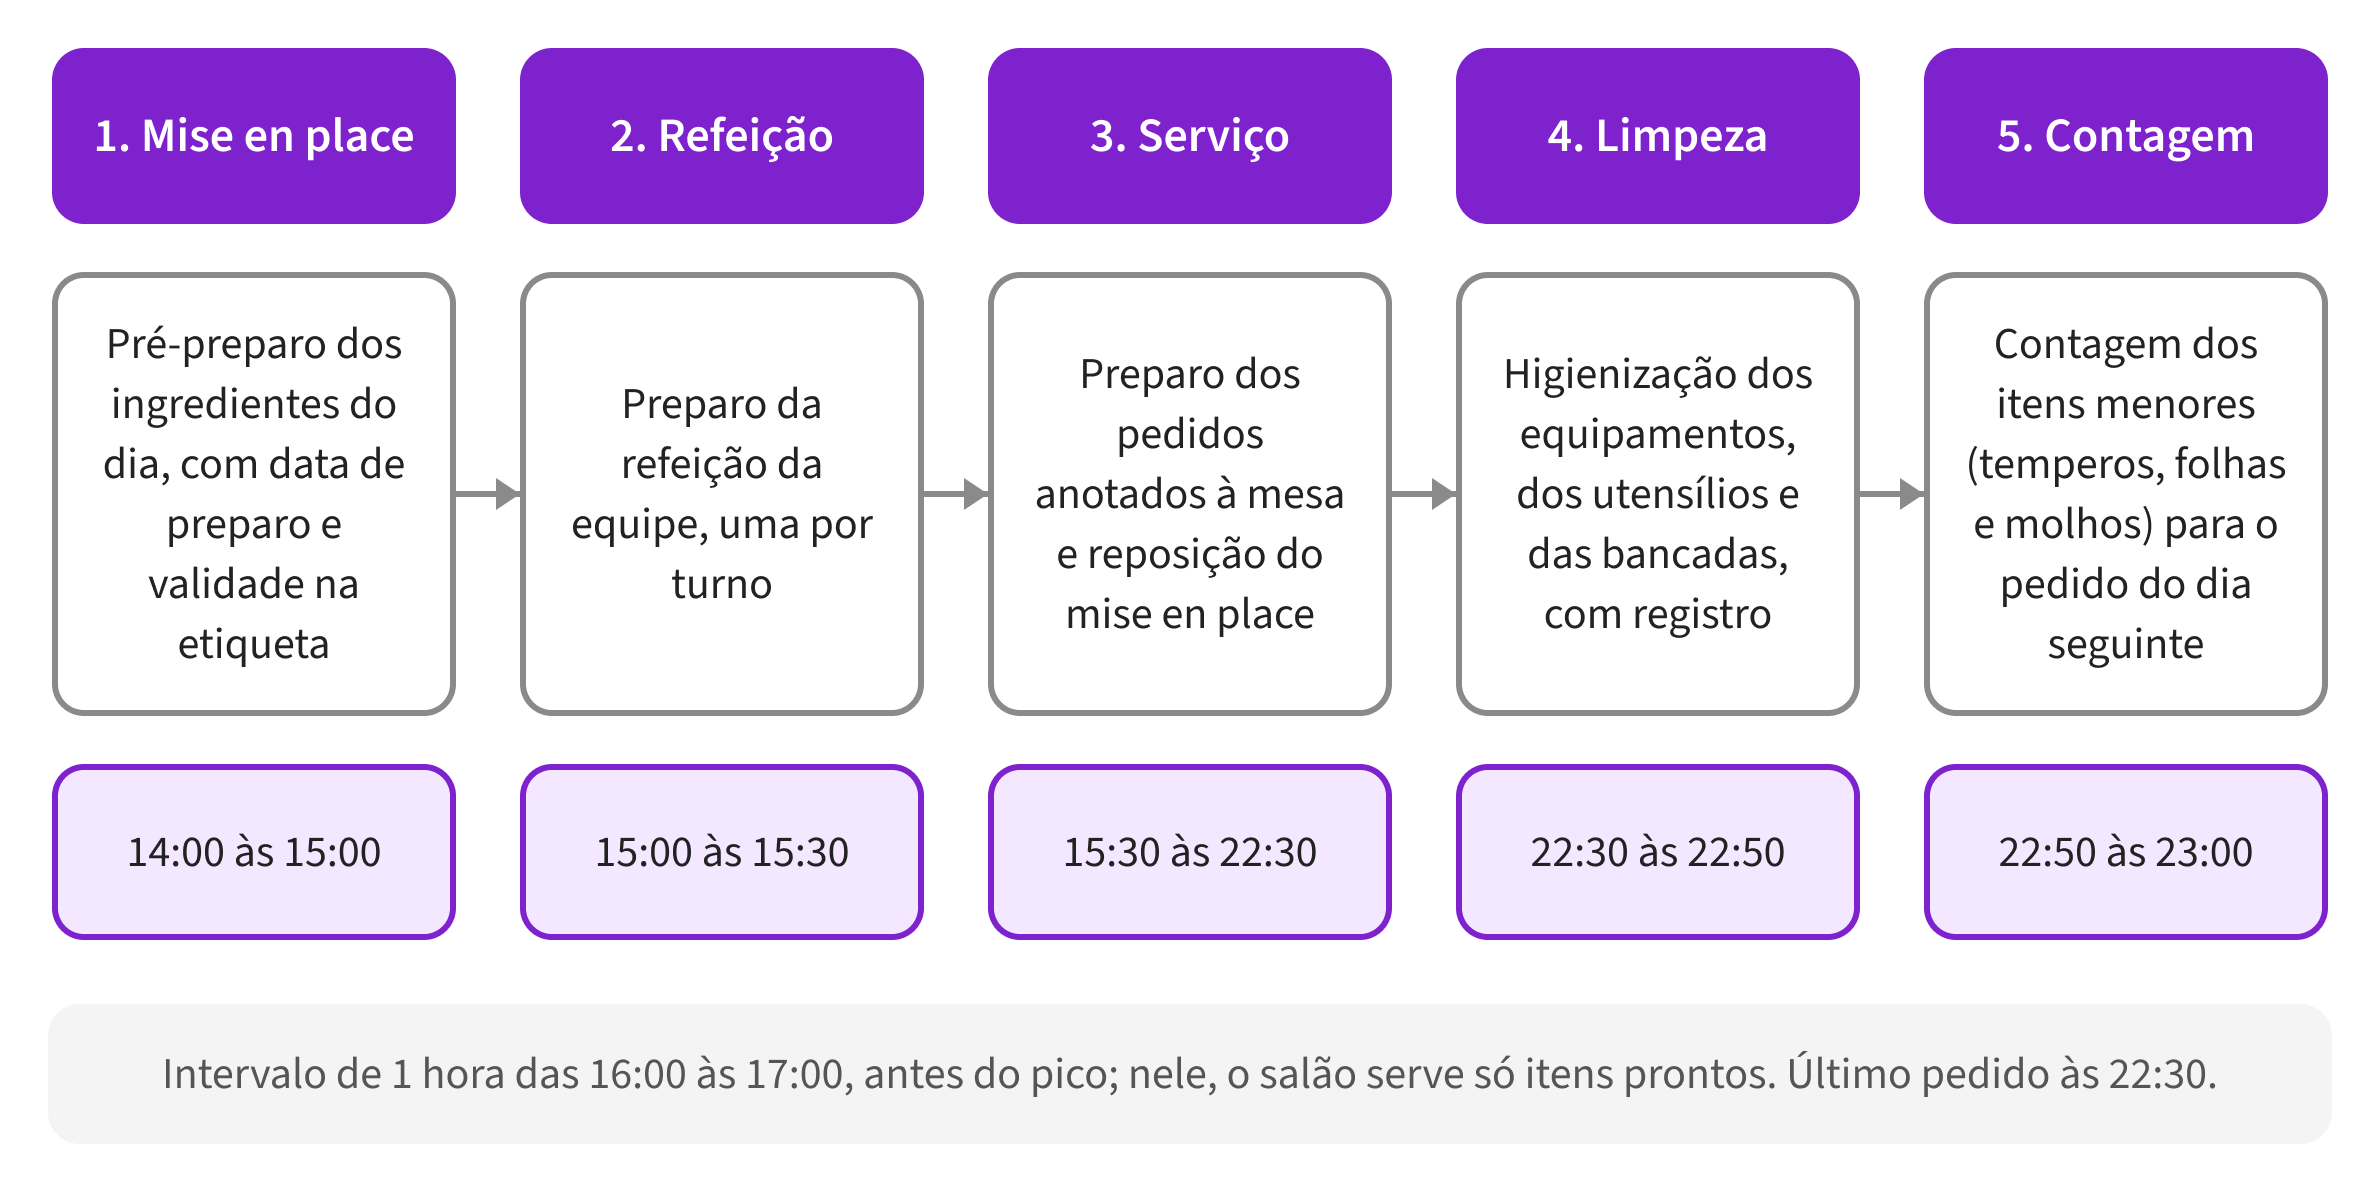 1. Mise en place
2. Refeição
3. Serviço
4. Limpeza
5. Contagem
Pré-preparo dos
ingredientes do
dia, com data de
preparo e
validade na
etiqueta
Preparo da
refeição da
equipe, uma por
turno
Preparo dos
pedidos
anotados à mesa
e reposição do
mise en place
Higienização dos
equipamentos,
dos utensílios e
das bancadas,
com registro
Contagem dos
itens menores
(temperos, folhas
e molhos) para o
pedido do dia
seguinte
14:00 às 15:00
15:00 às 15:30
15:30 às 22:30
22:30 às 22:50
22:50 às 23:00
Intervalo de 1 hora das 16:00 às 17:00, antes do pico; nele, o salão serve só itens prontos. Último pedido às 22:30.